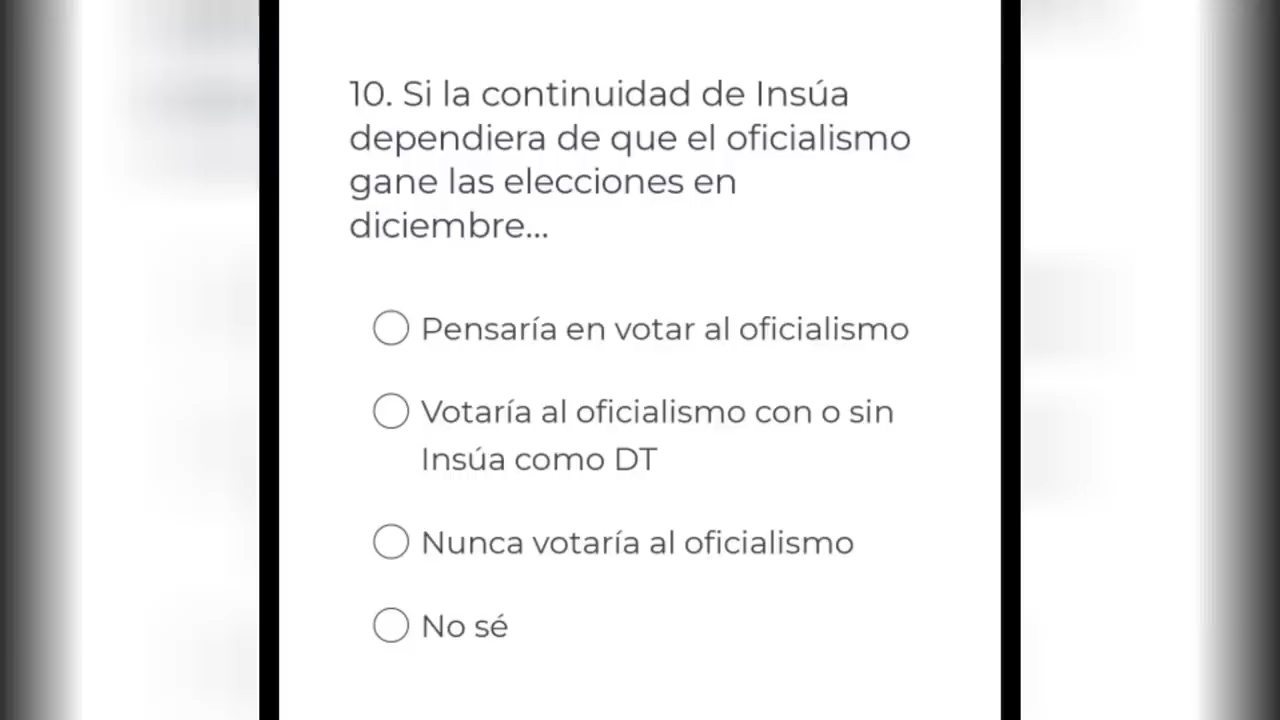 10. Si la continuidad de Insúa
dependiera de que el oficialismo
gane las elecciones en
diciembre...
Pensaría en votar al oficialismo
Votaría al oficialismo con o sin
Insúa como DT
Nunca votaría al oficialismo
No sé